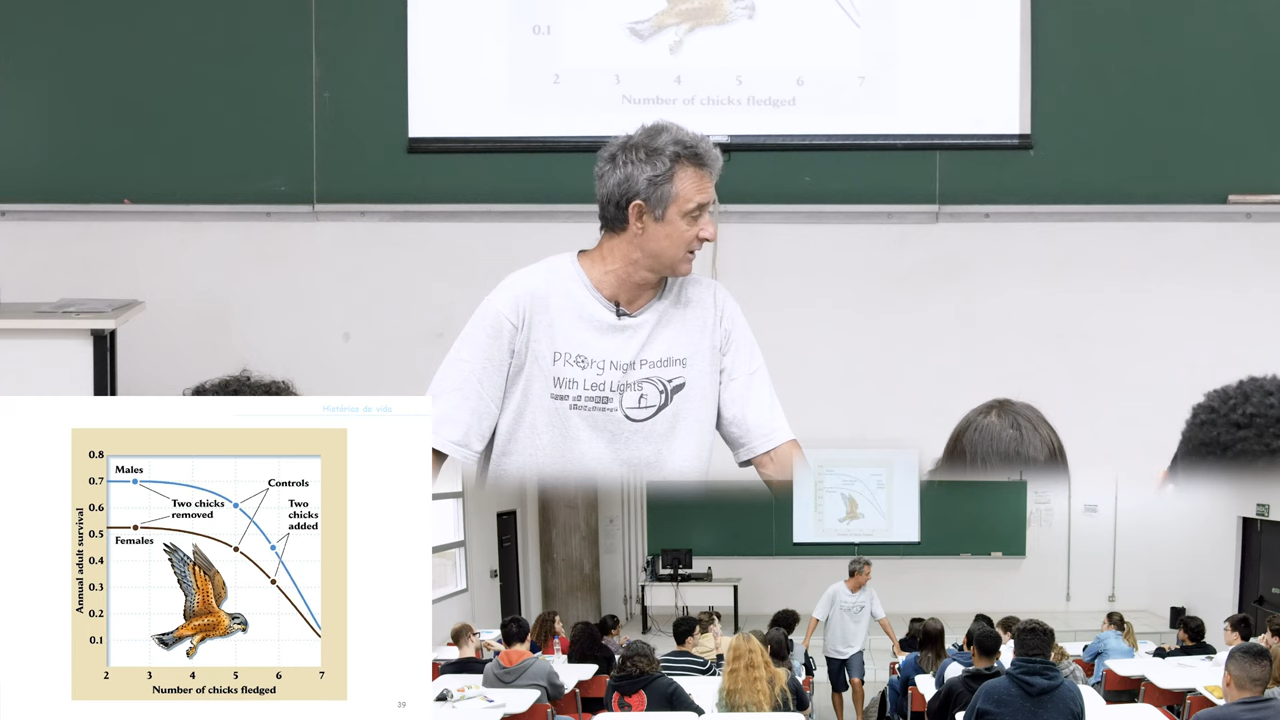 0.1
2 3 4 5 6 7
Number of chicks fledged
PROrg Night Paddling
With Led Lights
Histórias de vida
0.8
Males
0.7
Controls
Two chicks
removed
Two
chicks
added
0.6
0.5
Females
0.4
0.3
0.2
0.1
Annual adult survival
2 3 4 5 6 7
Number of chicks fledged
39